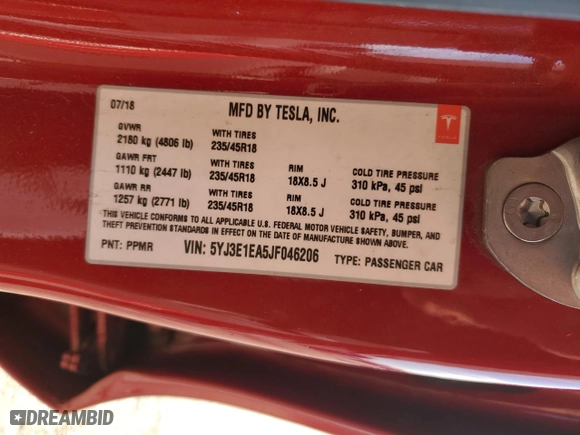 07/18 MFD BY TESLA, INC.
GVWR WITH TIRES
2180 kg (4806 lb) 235/45R18
GAWR FRT WITH TIRES RIM COLD TIRE PRESSURE
1110 kg (2447 lb) 235/45R18 18X8.5 J 310 kPa, 45 psi
GAWR RR WITH TIRES RIM COLD TIRE PRESSURE
1257 kg (2771 lb) 235/45R18 18X8.5 J 310 kPa, 45 psi
THIS VEHICLE CONFORMS TO ALL APPLICABLE U.S. FEDERAL MOTOR VEHICLE SAFETY, BUMPER, AND
THEFT PREVENTION STANDARDS IN EFFECT ON THE DATE OF MANUFACTURE SHOWN ABOVE.
PNT: PPMR VIN: 5YJ3E1EA5JF046206 TYPE: PASSENGER CAR
DREAMBID